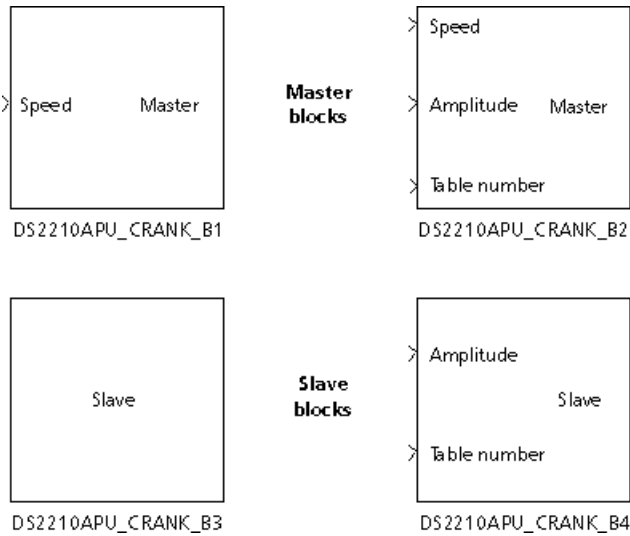 Speed
Master
DS2210APU_CRANK_B1
Master
blocks
Speed
Amplitude
Master
Table number
DS2210APU_CRANK_B2
Slave
DS2210APU_CRANK_B3
Slave
blocks
Amplitude
Slave
Table number
DS2210APU_CRANK_B4